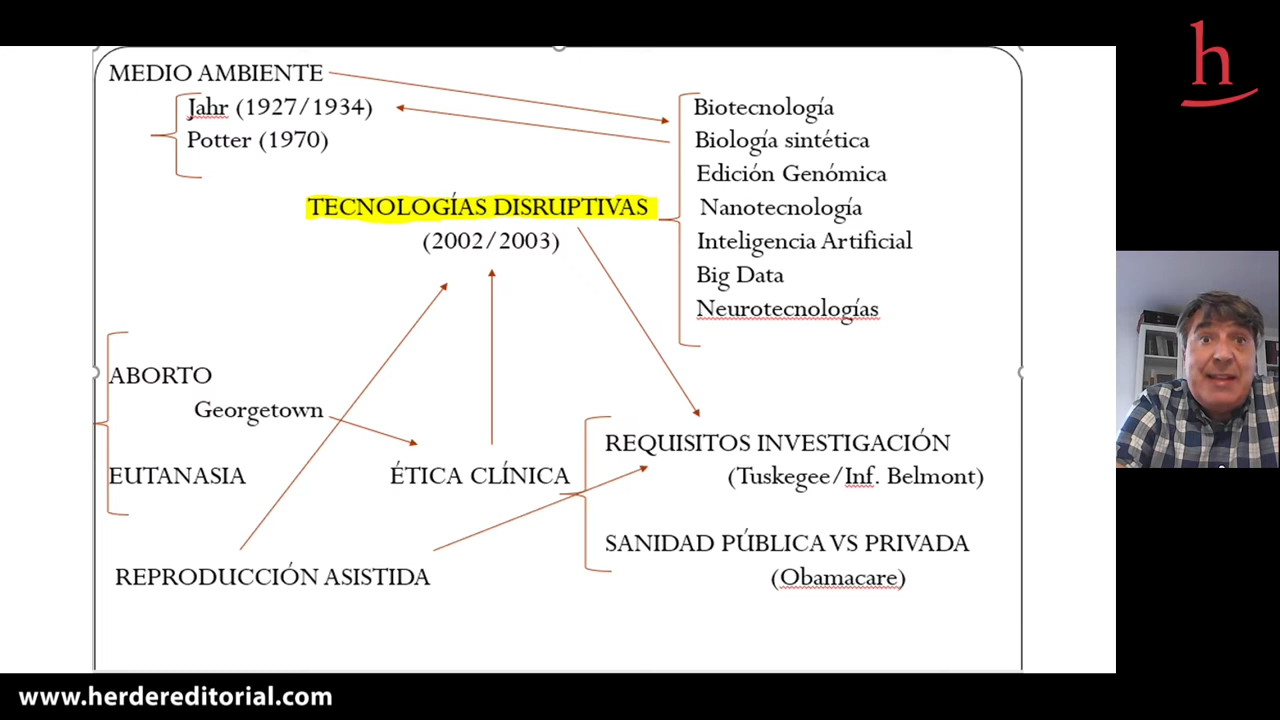 h
MEDIO AMBIENTE
Jahr (1927/1934)
Potter (1970)
Biotecnología
Biología sintética
Edición Genómica
Nanotecnología
Inteligencia Artificial
Big Data
Neurotecnologías
TECNOLOGÍAS DISRUPTIVAS
(2002/2003)
ABORTO
Georgetown
EUTANASIA
ÉTICA CLÍNICA
REQUISITOS INVESTIGACIÓN
(Tuskegee/Inf. Belmont)
SANIDAD PÚBLICA VS PRIVADA
(Obamacare)
REPRODUCCIÓN ASISTIDA
www.herdereditorial.com